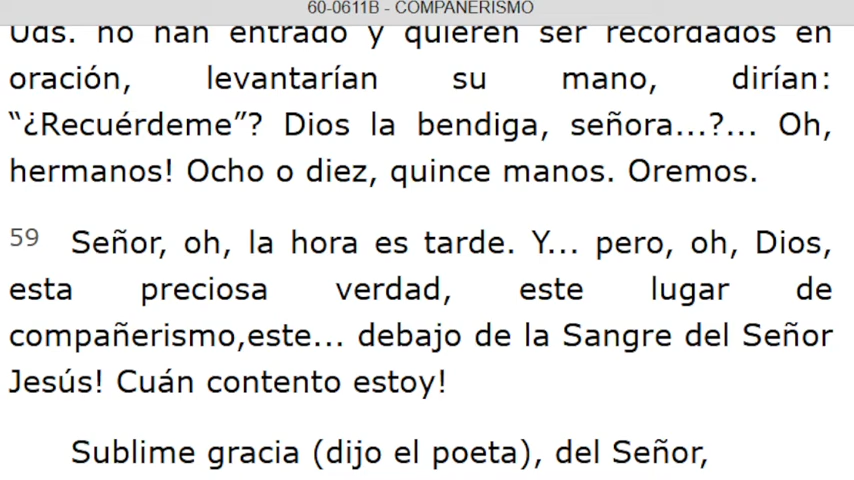 60-0611B - COMPAÑERISMO
Uds. no han entrado y quieren ser recordados en
oración, levantarían su mano, dirían:
“¿Recuérdeme”? Dios la bendiga, señora...?... Oh,
hermanos! Ocho o diez, quince manos. Oremos.
59 Señor, oh, la hora es tarde. Y... pero, oh, Dios,
esta preciosa verdad, este lugar de
compañerismo,este... debajo de la Sangre del Señor
Jesús! Cuán contento estoy!
Sublime gracia (dijo el poeta), del Señor,